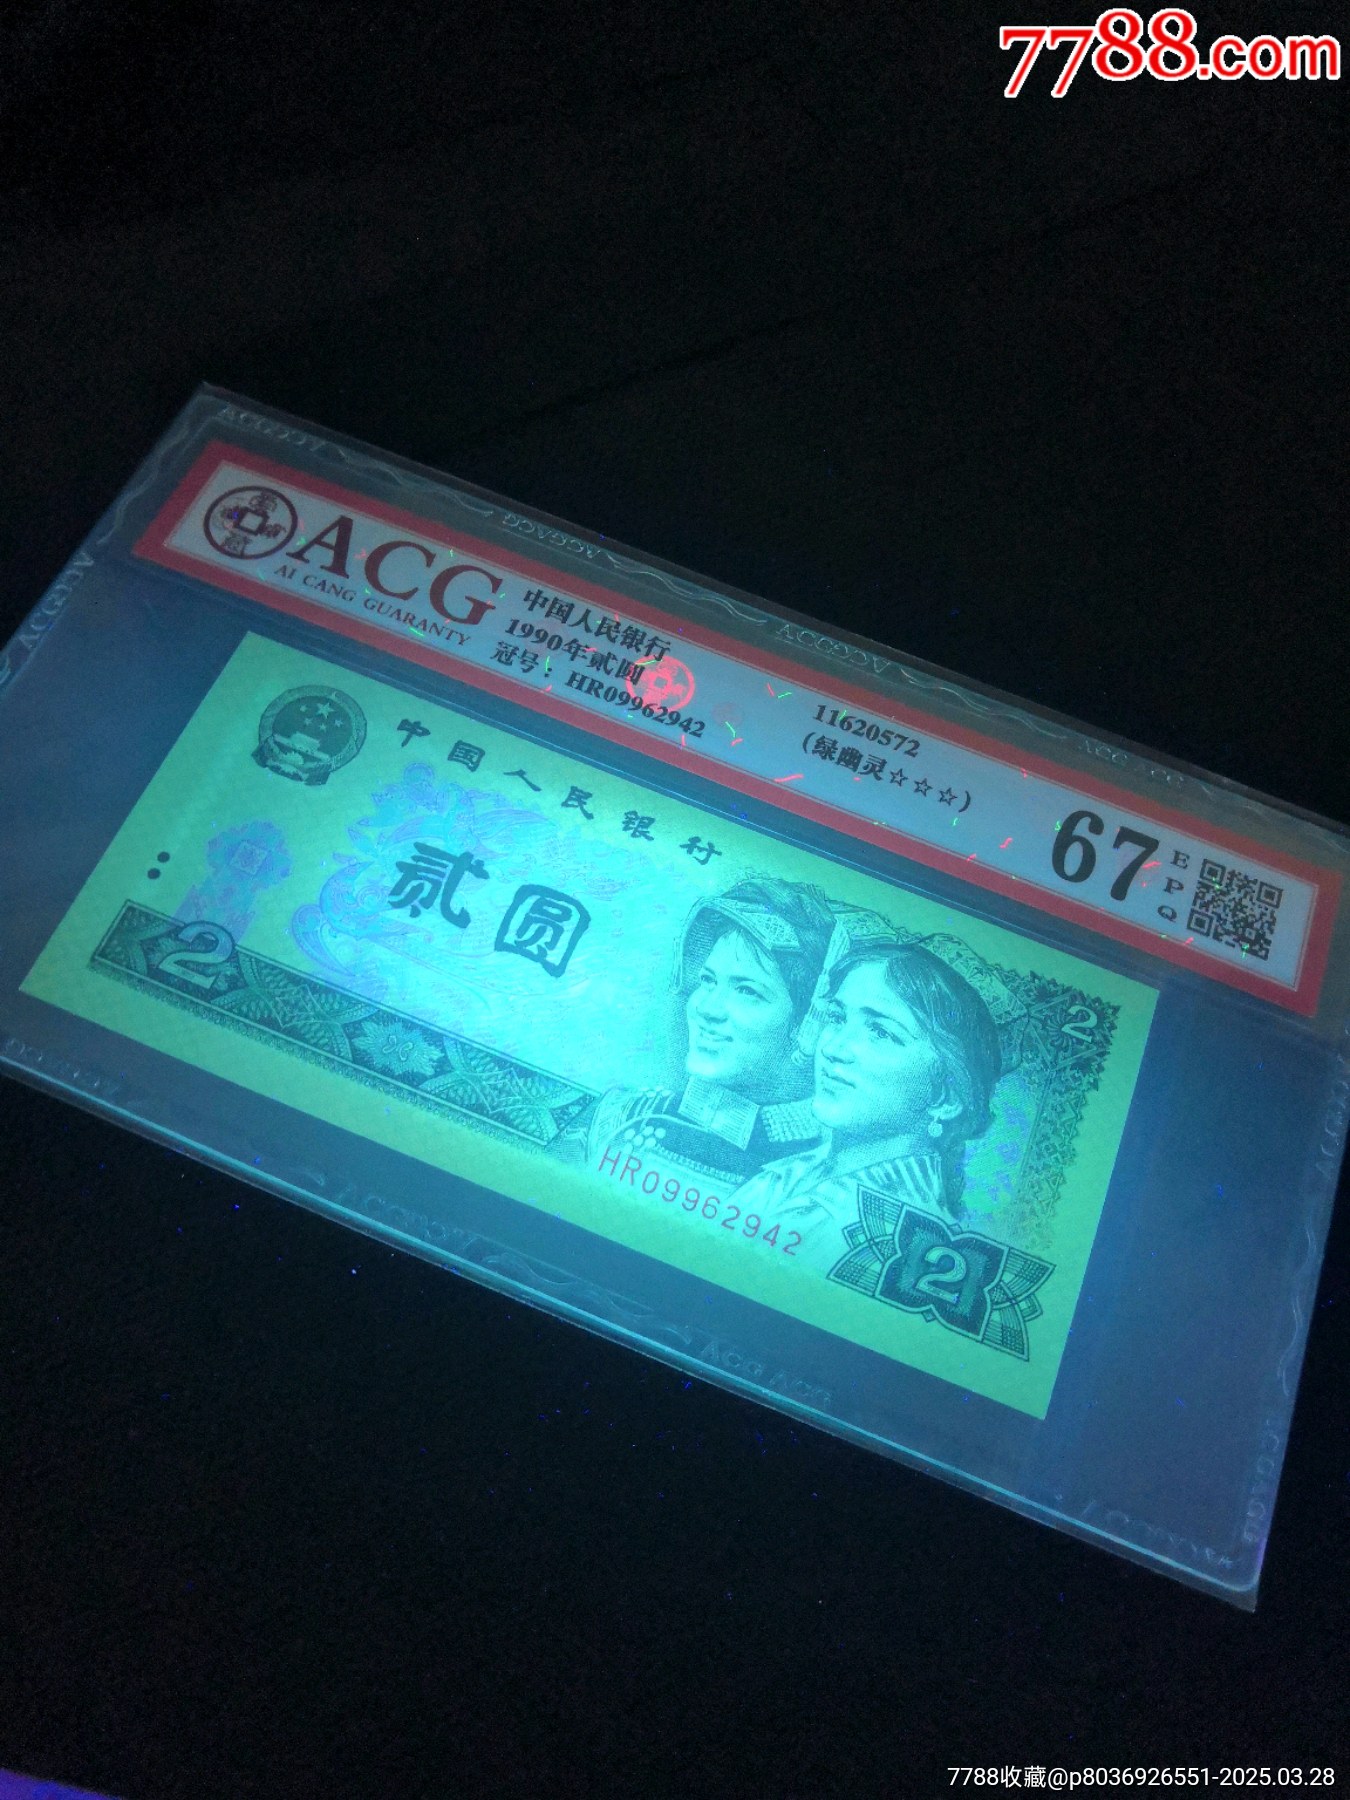 7788.com
ACG
AI CANG GUARANTY
中国人民银行
1990年贰圆
冠号：HR09962942
11620572
(绿幽灵☆☆☆)
67
EPQ
中国人民银行
贰圆
2
2
HR09962942
2
7788收藏@p8036926551-2025.03.28